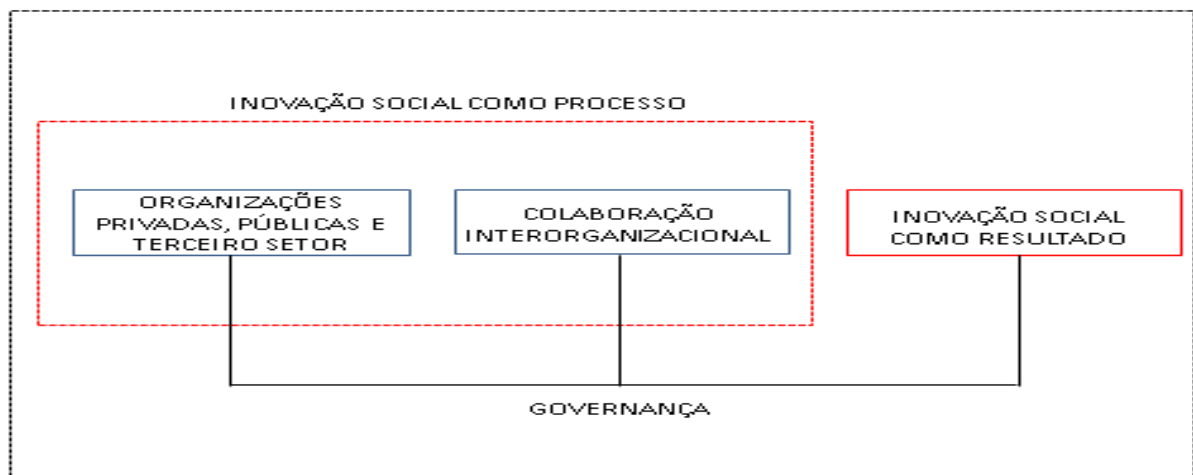 INOVAÇÃO SOCIAL COMO PROCESSO
ORGANIZAÇÕES
PRIVADAS, PÚBLICAS E
TERCEIRO SETOR
COLABORAÇÃO
INTERORGANIZACIONAL
INOVAÇÃO SOCIAL
COMO RESULTADO
GOVERNANÇA